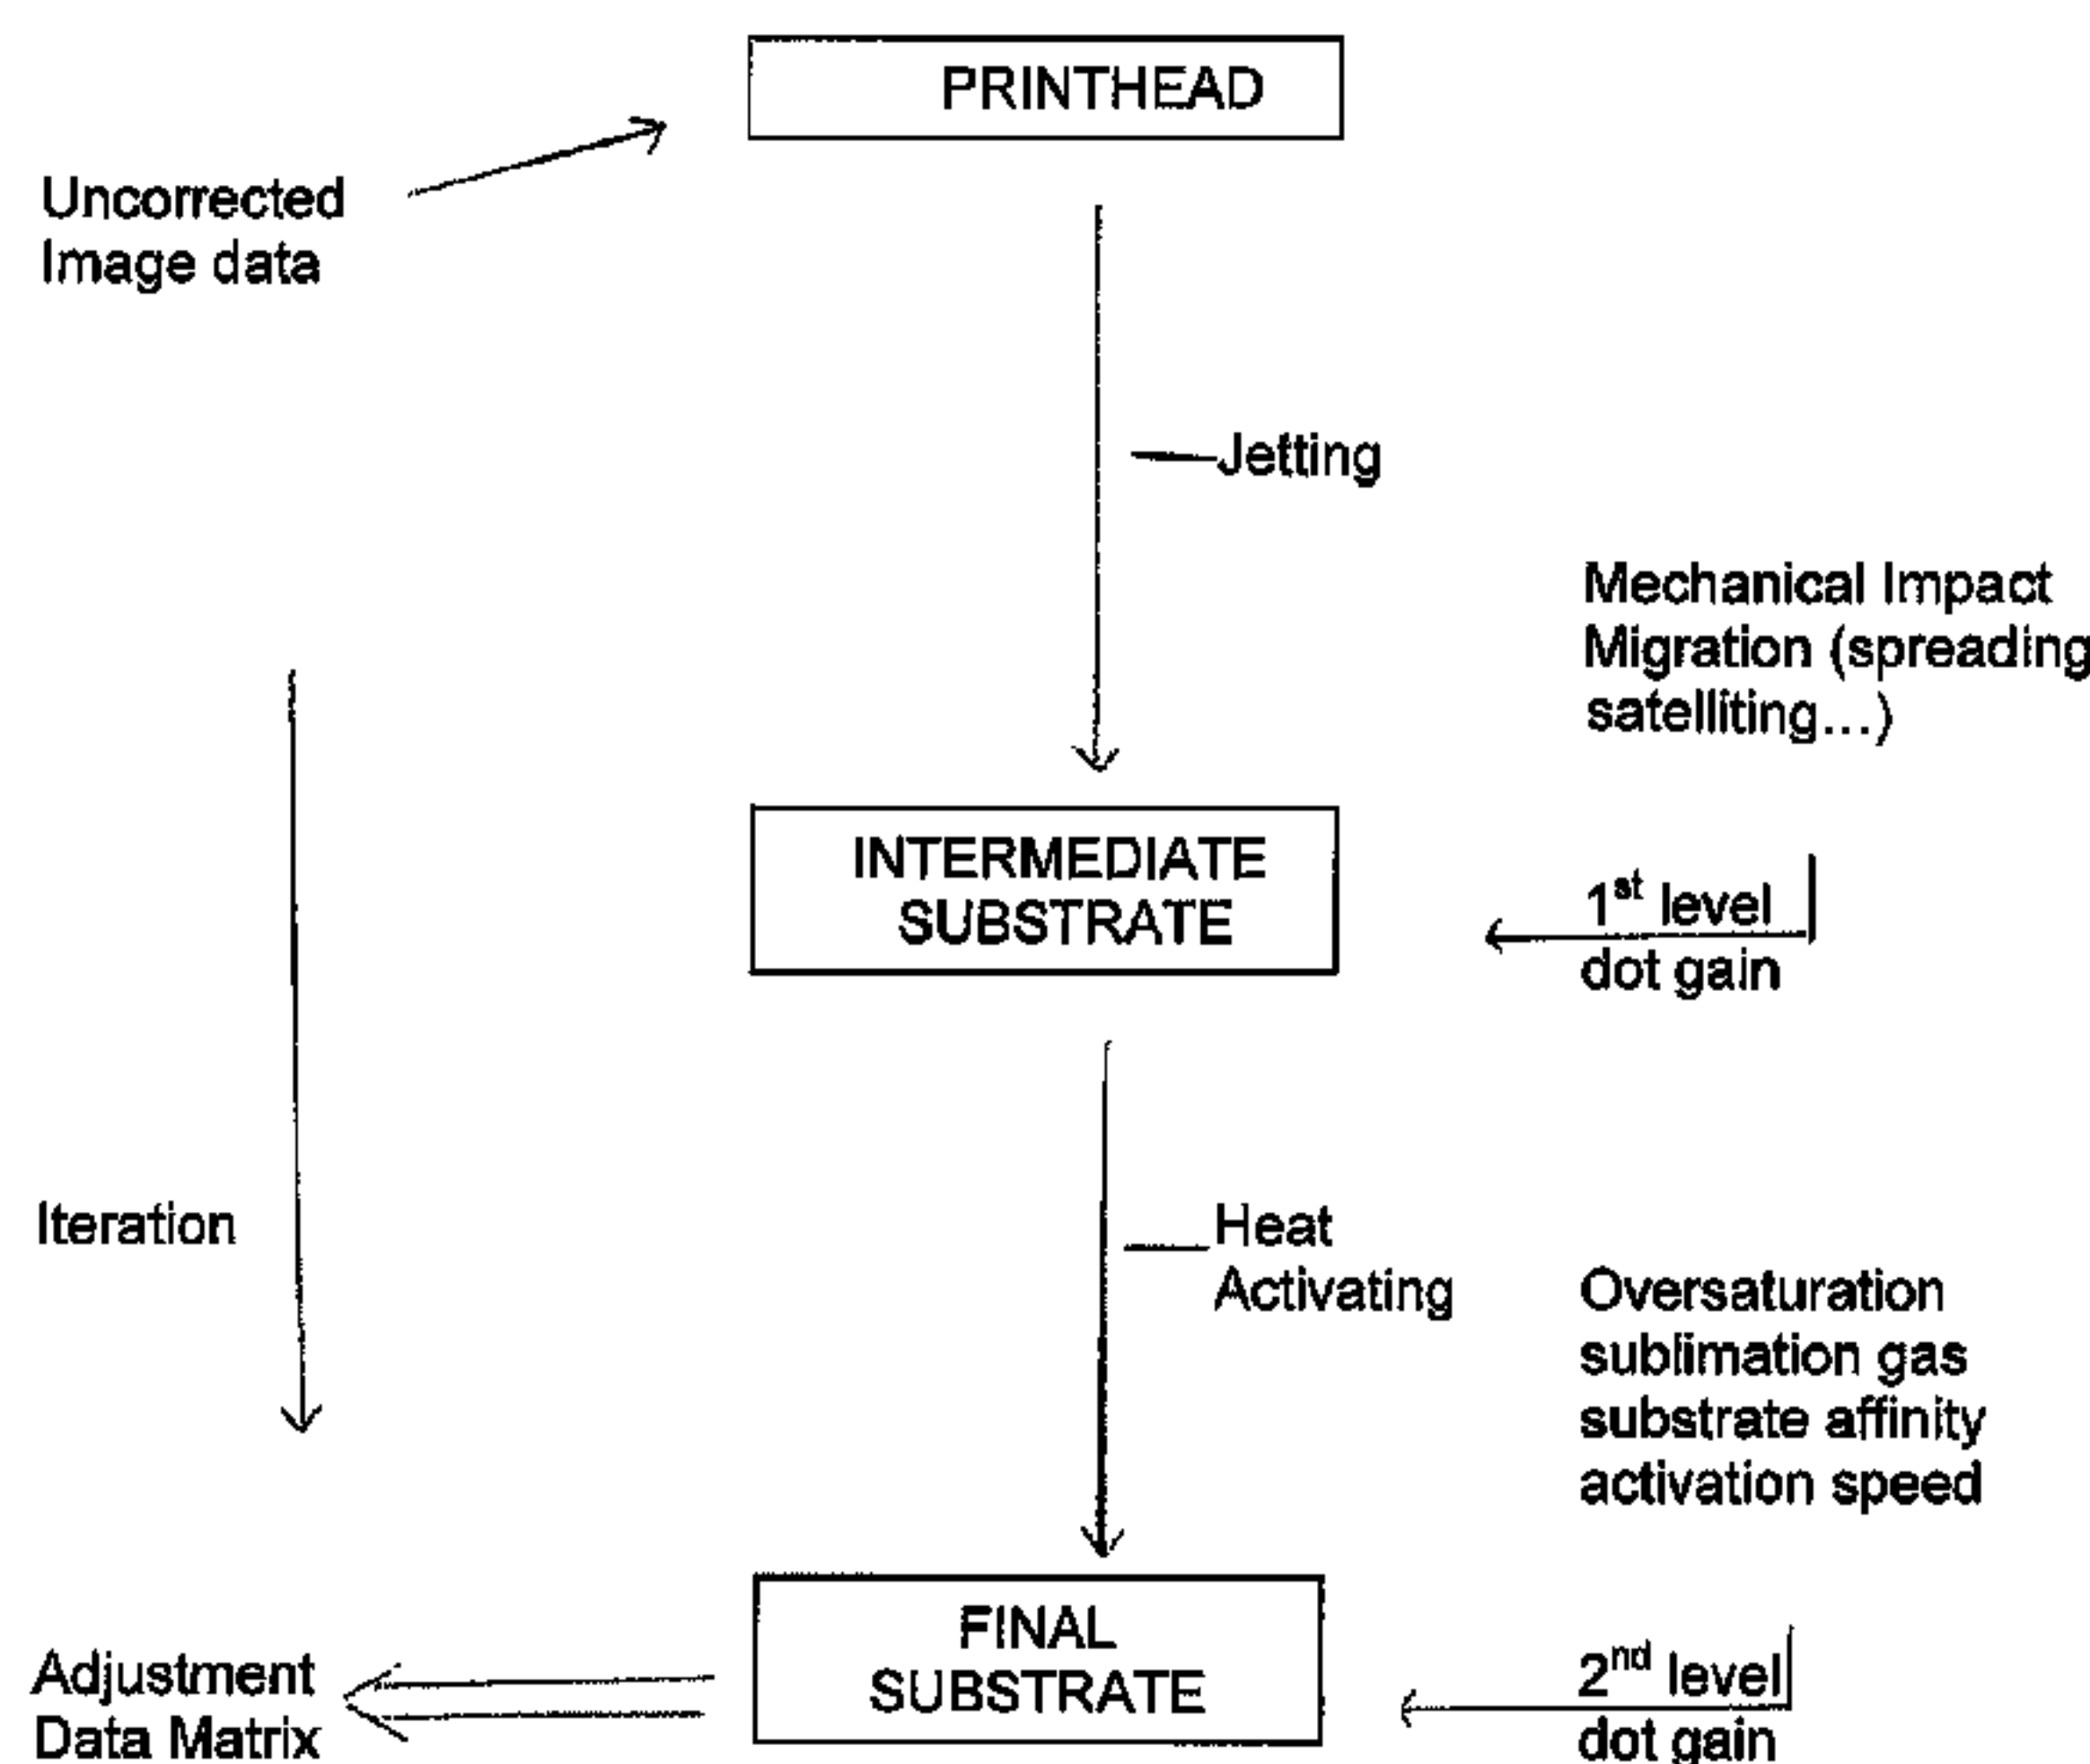 PRINTHEAD
Uncorrected
Image data
Jetting
Mechanical Impact
Migration (spreading
satelliting...)
INTERMEDIATE
SUBSTRATE
1st level
dot gain
Iteration
Heat
Activating
Oversaturation
sublimation gas
substrate affinity
activation speed
FINAL
SUBSTRATE
2nd level
dot gain
Adjustment
Data Matrix